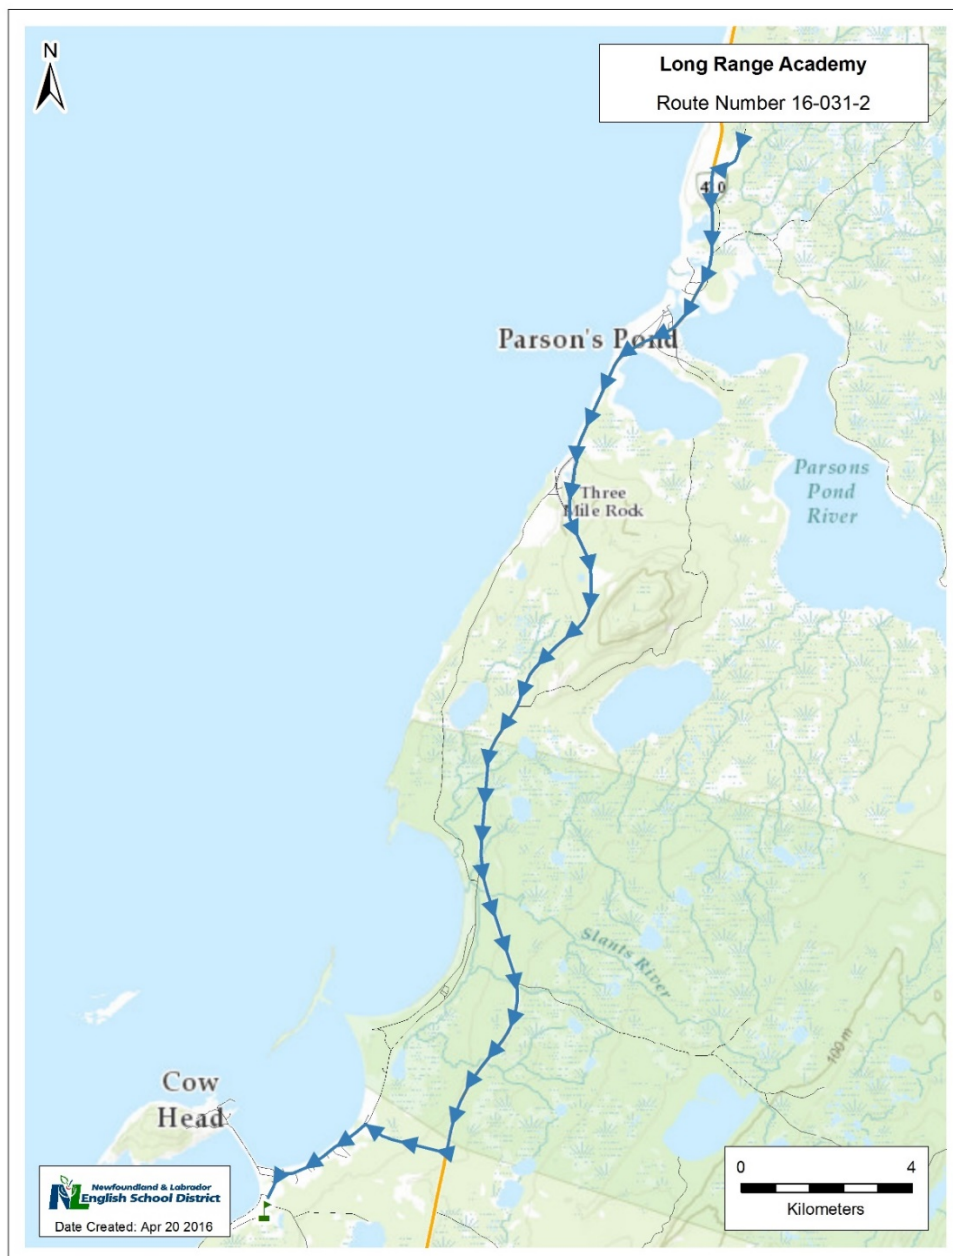 N
Long Range Academy
Route Number 16-031-2
Parson's Pond
Three
Mile Rock
Parsons
Pond
River
Slants River
100 m
Cow
Head
NL
Newfoundland & Labrador
English School District
Date Created: Apr 20 2016
0 4
Kilometers